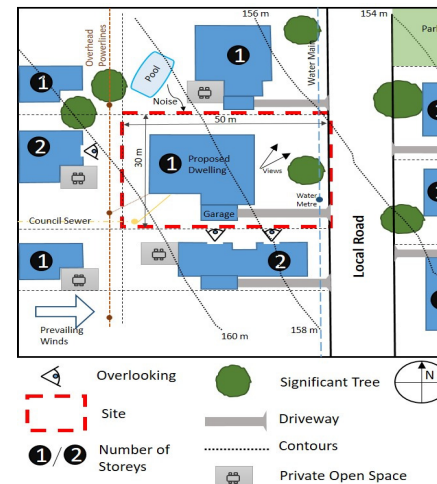 156 m
154 m
Overhead
Powerlines
1
1
Pool
Water Main
Noise
50 m
30 m
2
1
Proposed
Dwelling
Views
Water
Metre
Council Sewer
Garage
Local Road
1
2
Prevailing
Winds
160 m
158 m
N
Overlooking
Significant Tree
Site
Driveway
1/2
Number of
Storeys
Contours
Private Open Space